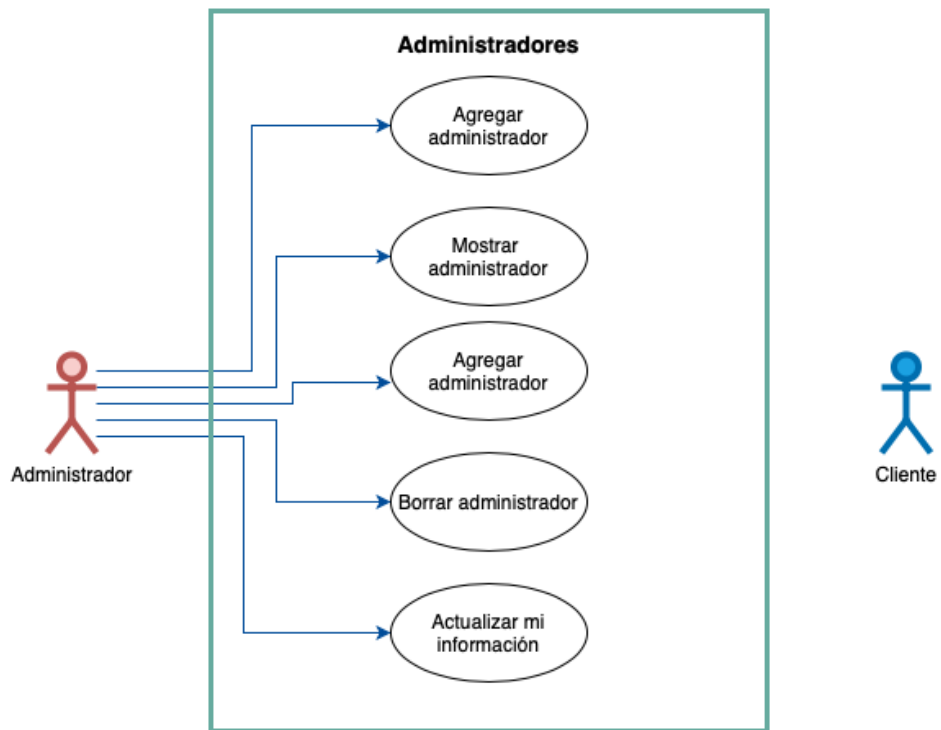 Administradores
Agregar
administrador
Mostrar
administrador
Agregar
administrador
Administrador
Cliente
Borrar administrador
Actualizar mi
información